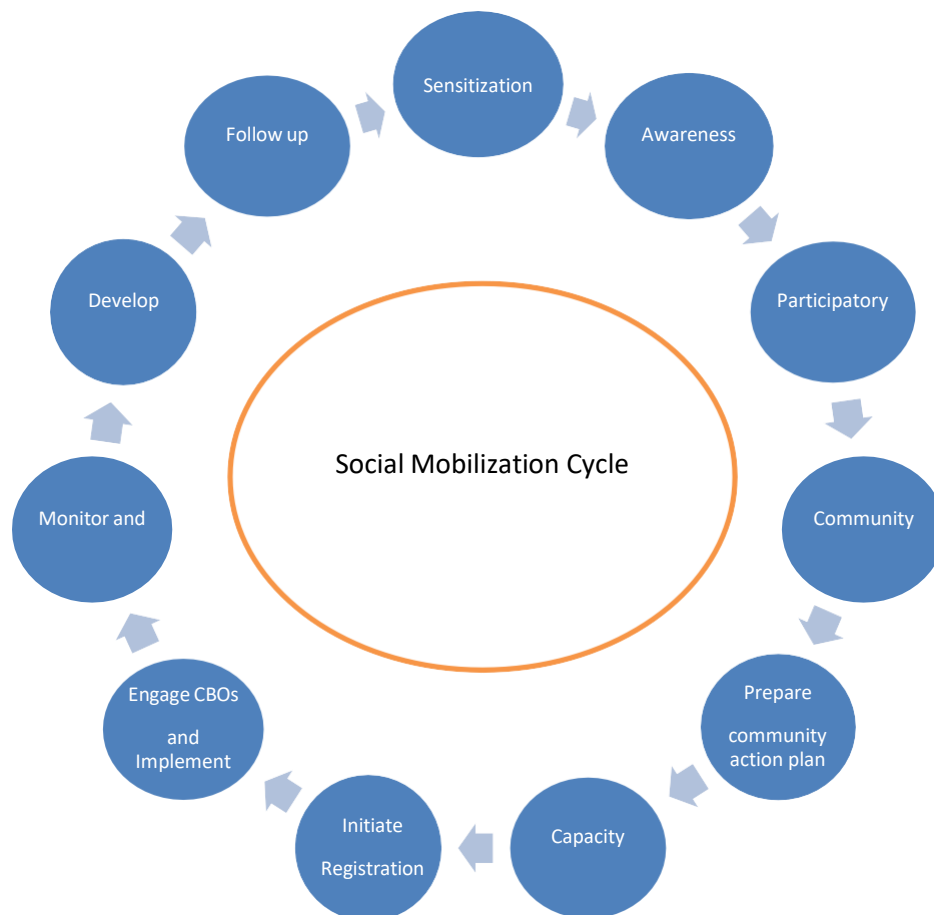 Sensitization
Awareness
Participatory
Community
Prepare
community
action plan
Capacity
Initiate
Registration
Engage CBOs
and
Implement
Monitor and
Develop
Follow up
Social Mobilization Cycle